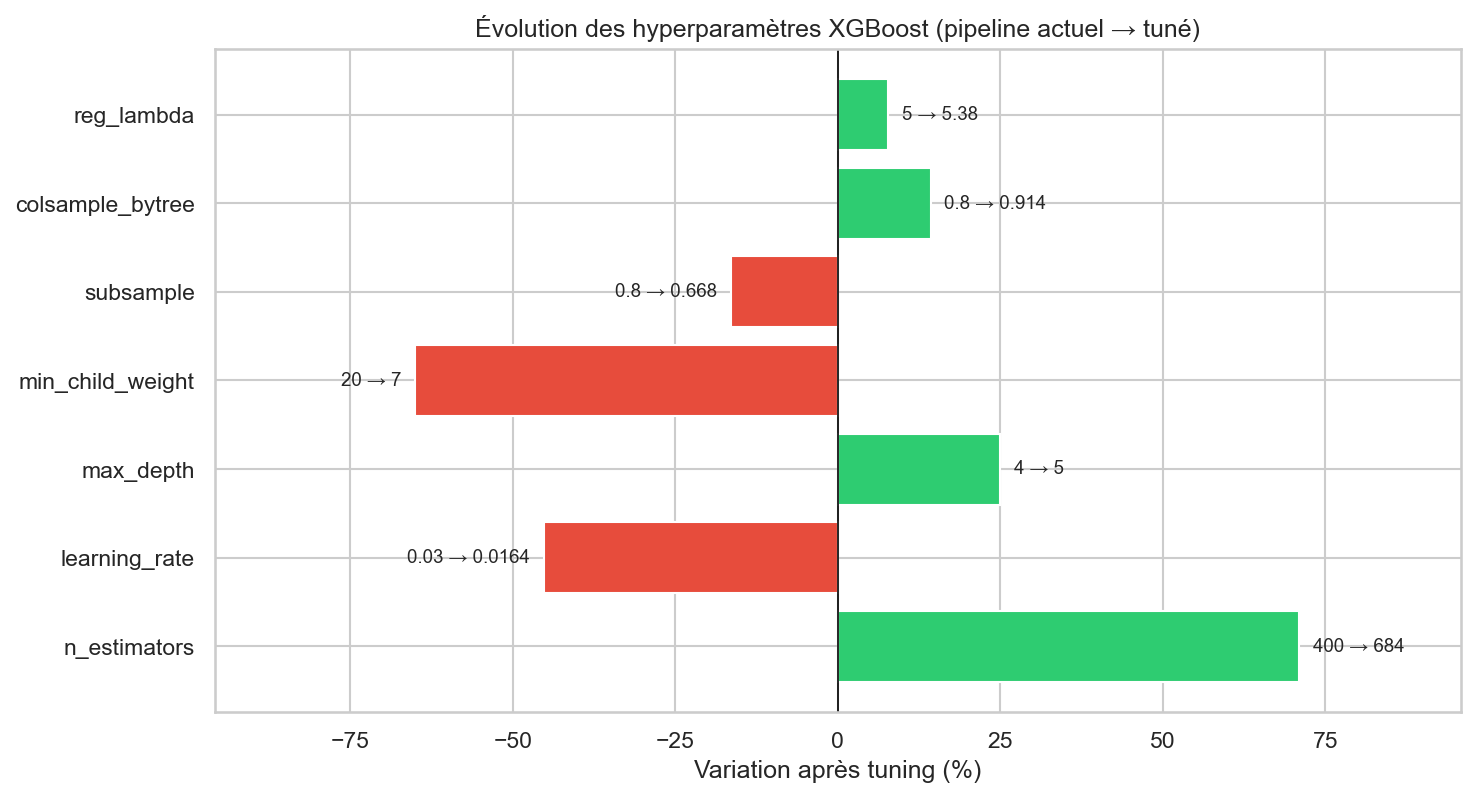 Évolution des hyperparamètres XGBoost (pipeline actuel → tuné)
reg_lambda
5 → 5.38
colsample_bytree
0.8 → 0.914
subsample
0.8 → 0.668
min_child_weight
20 → 7
max_depth
4 → 5
learning_rate
0.03 → 0.0164
n_estimators
400 → 684
−75 −50 −25 0 25 50 75
Variation après tuning (%)